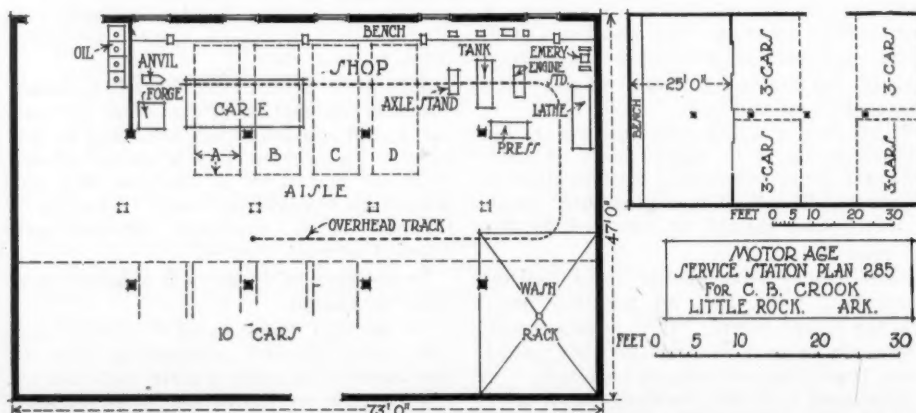 BENCH
OIL
ANVIL
FORGE
SHOP
TANK
EMERY
ENGINE
STD.
AXLE STAND
LATHE
PRESS
CAR E
A B C D
AISLE
OVERHEAD TRACK
10 CARS
WASH
RACK
73' 0"
47' 0"
BENCH
25' 0"
3-CARS
3-CARS
3-CARS
3-CARS
FEET 0 5 10 20 30
MOTOR AGE
SERVICE STATION PLAN 285
FOR C. B. CROOK
LITTLE ROCK. ARK.
FEET 0 5 10 20 30